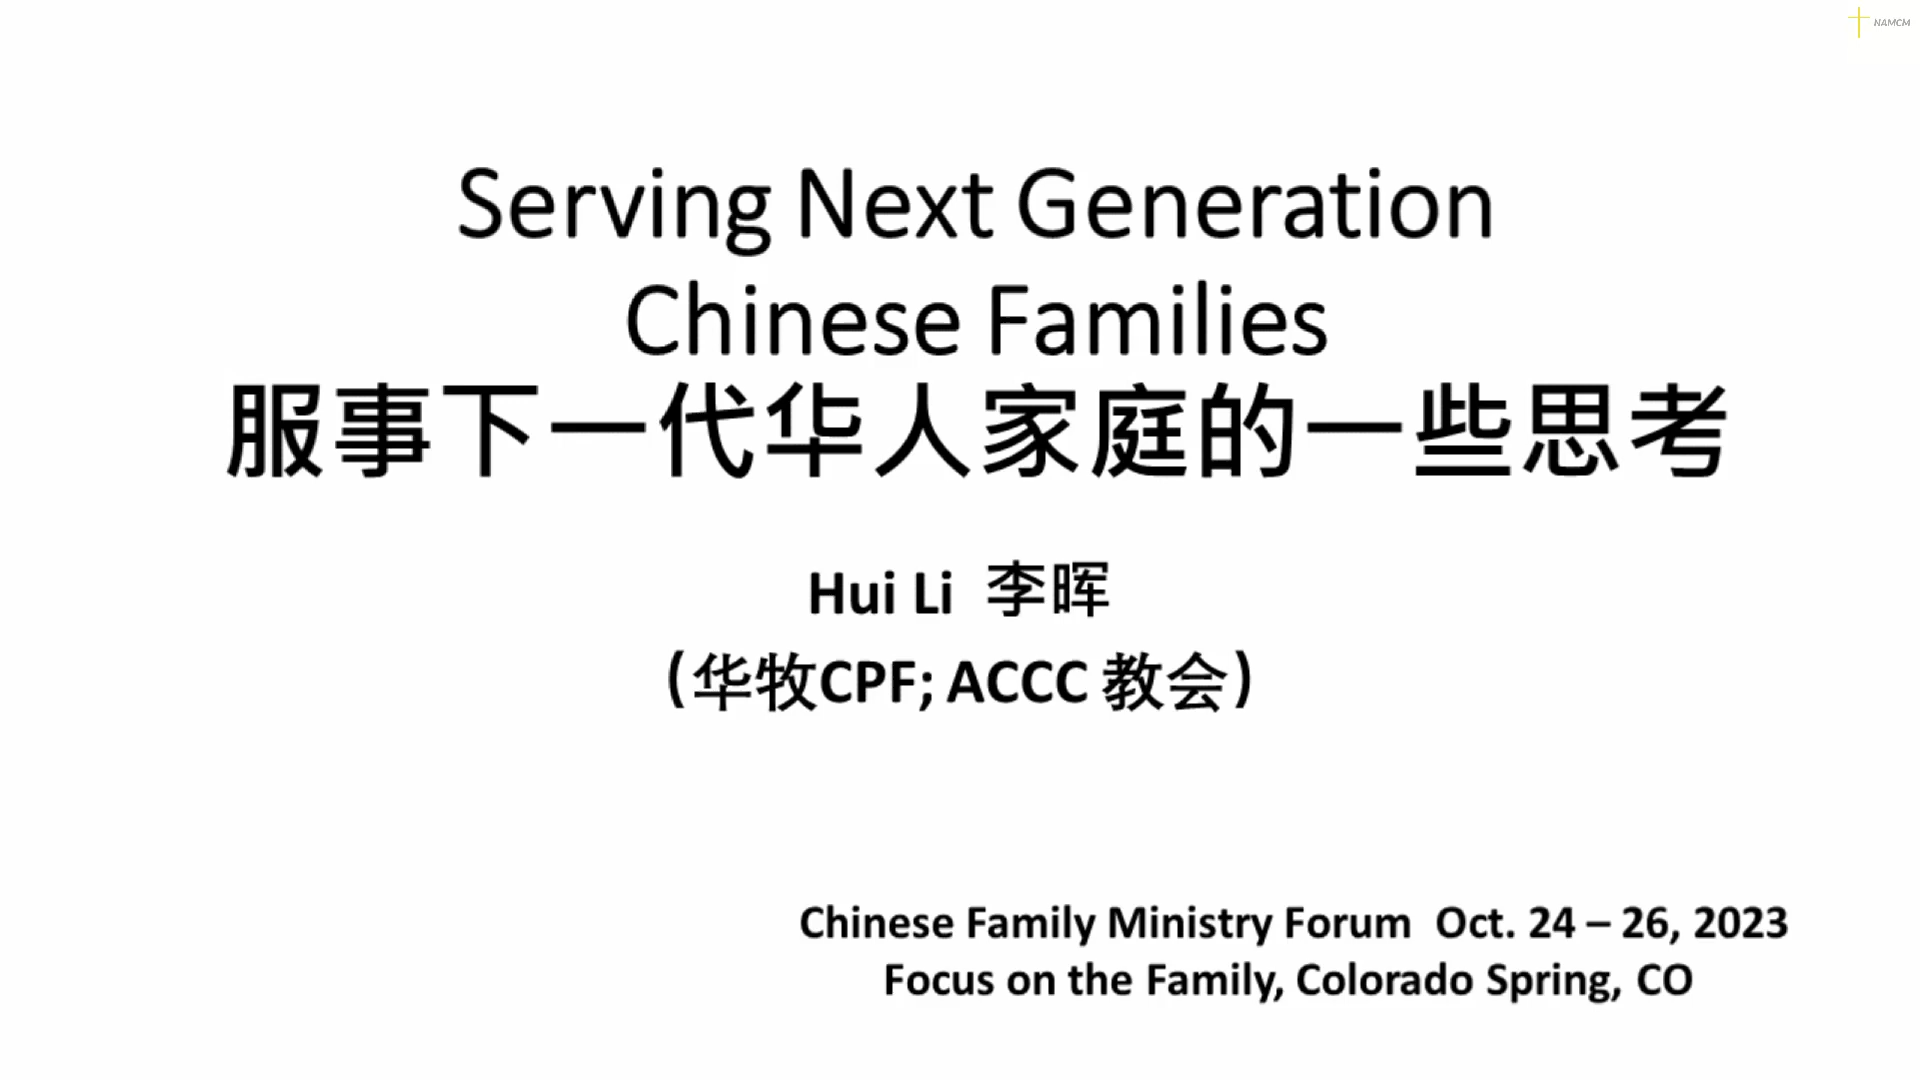 NAMCM
Serving Next Generation
Chinese Families
服事下一代华人家庭的一些思考
Hui Li 李晖
(华牧CPF; ACCC 教会)
Chinese Family Ministry Forum Oct. 24 – 26, 2023
Focus on the Family, Colorado Spring, CO